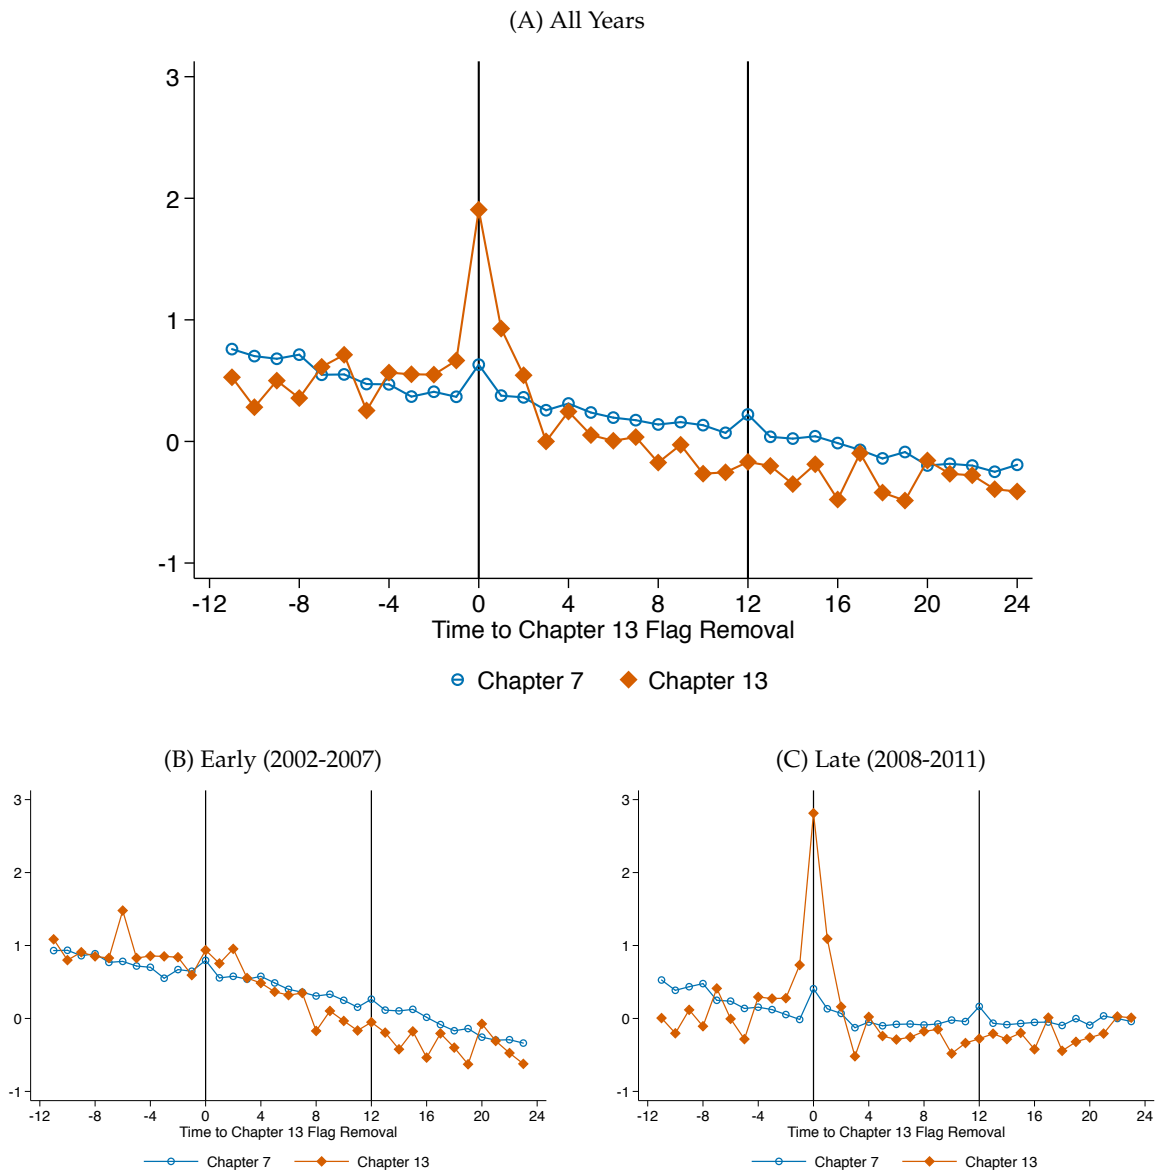 (A) All Years
3
2
1
0
-1
-12 -8 -4 0 4 8 12 16 20 24
Time to Chapter 13 Flag Removal
Chapter 7 Chapter 13
(B) Early (2002-2007)
3
2
1
0
-1
-12 -8 -4 0 4 8 12 16 20 24
Time to Chapter 13 Flag Removal
Chapter 7 Chapter 13
(C) Late (2008-2011)
3
2
1
0
-1
-12 -8 -4 0 4 8 12 16 20 24
Time to Chapter 13 Flag Removal
Chapter 7 Chapter 13